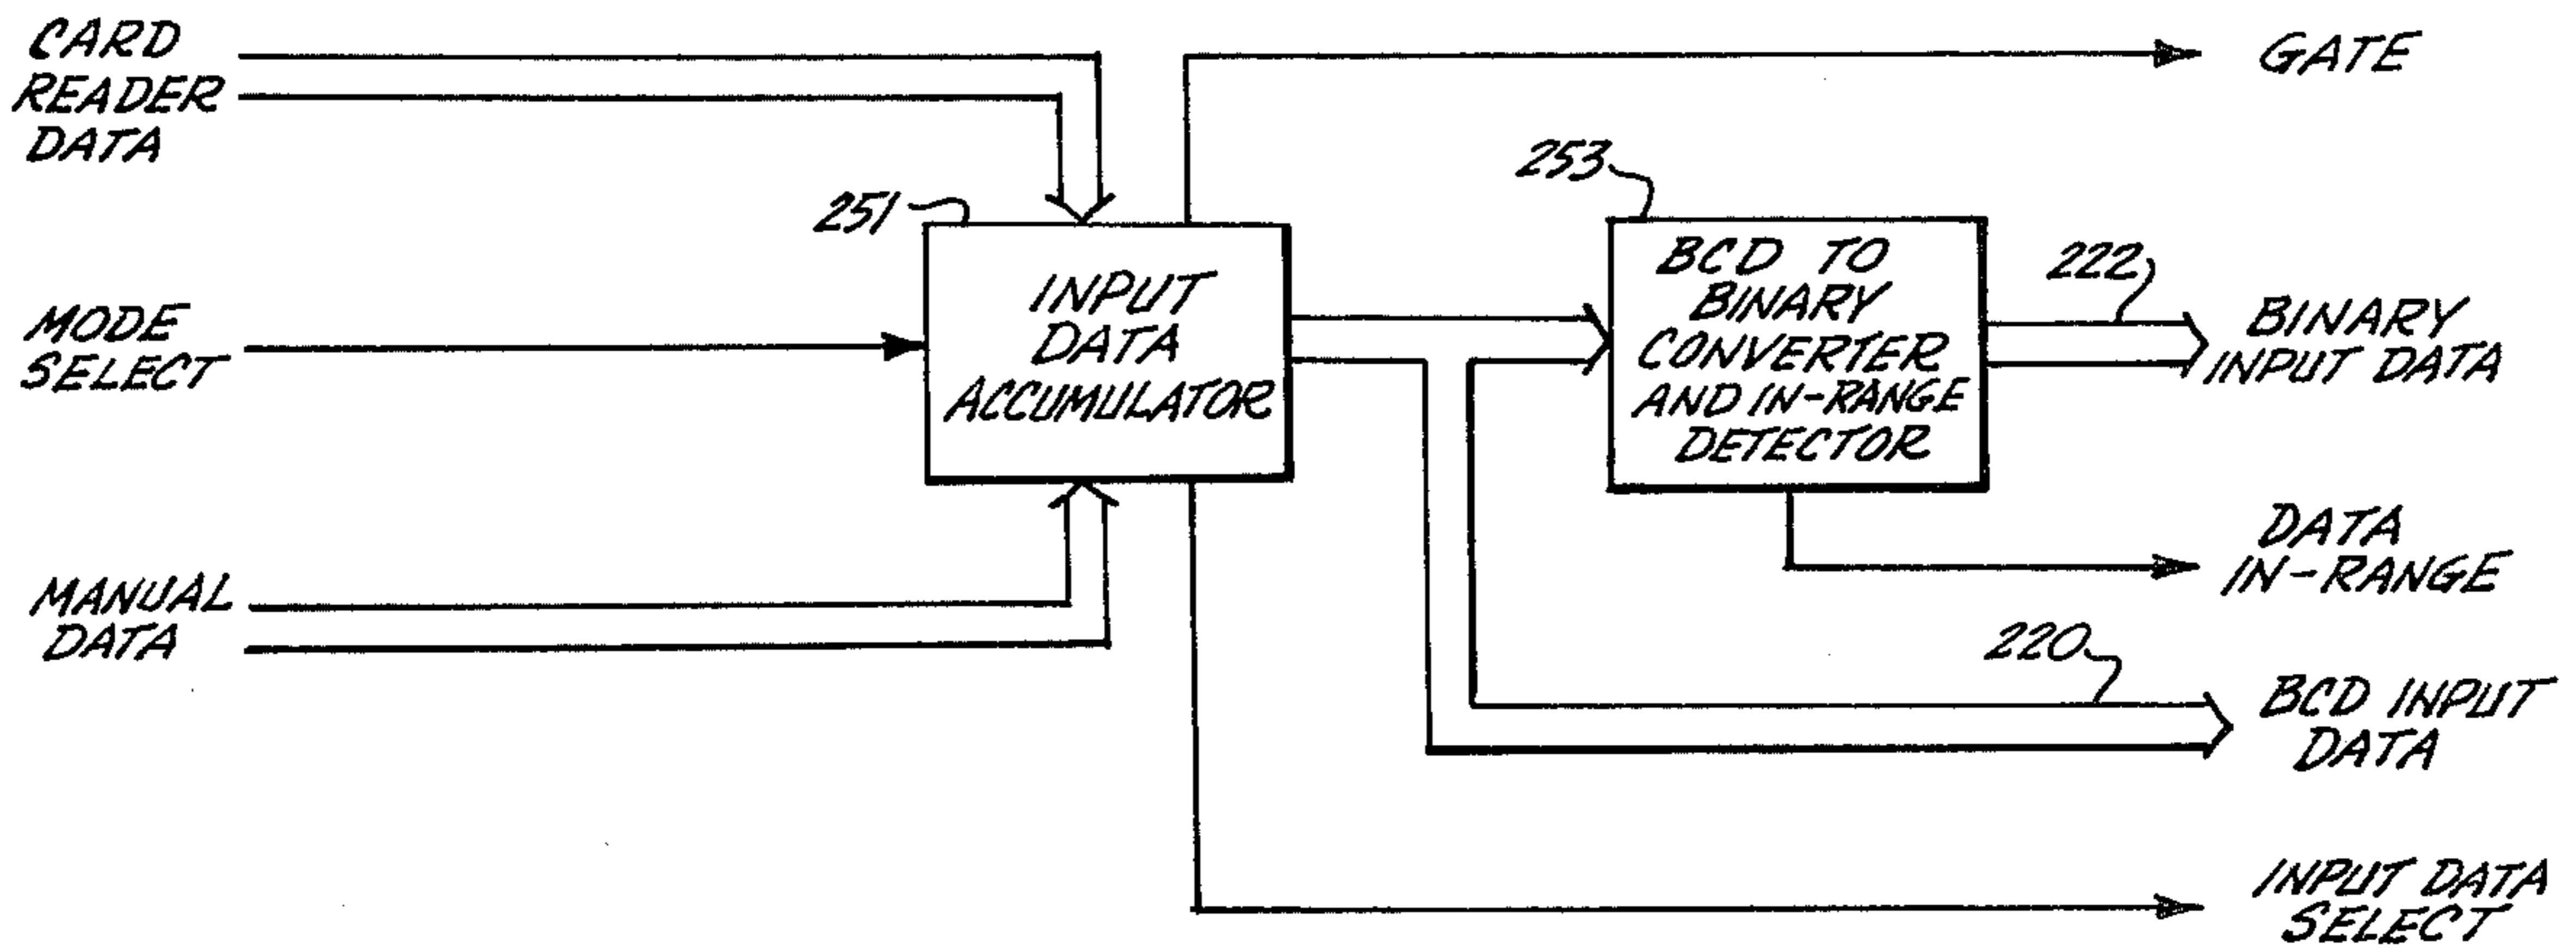 CARD
READER
DATA
GATE
253
251
BCD TO
BINARY
CONVERTER
AND IN-RANGE
DETECTOR
222
INPUT
DATA
ACCUMULATOR
MODE
SELECT
BINARY
INPUT DATA
DATA
IN-RANGE
MANUAL
DATA
220
BCD INPUT
DATA
INPUT DATA
SELECT